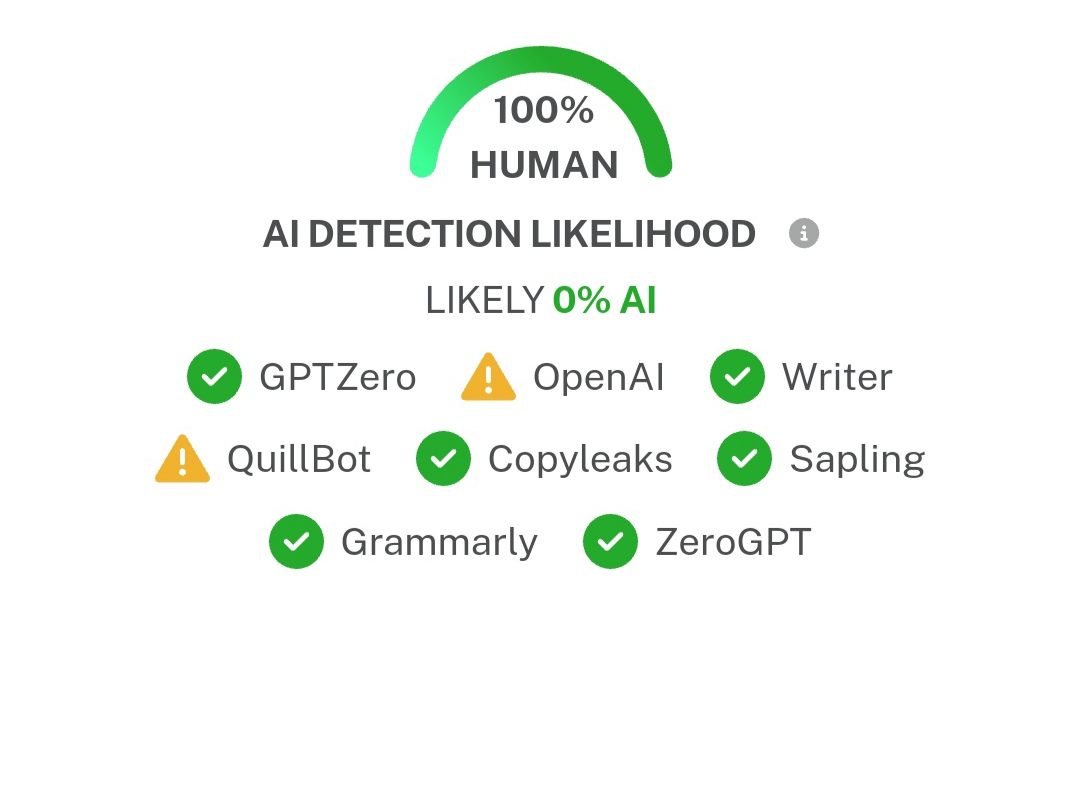 100%
HUMAN
AI DETECTION LIKELIHOOD
LIKELY 0% AI
GPTZero OpenAI Writer
QuillBot Copyleaks Sapling
Grammarly ZeroGPT